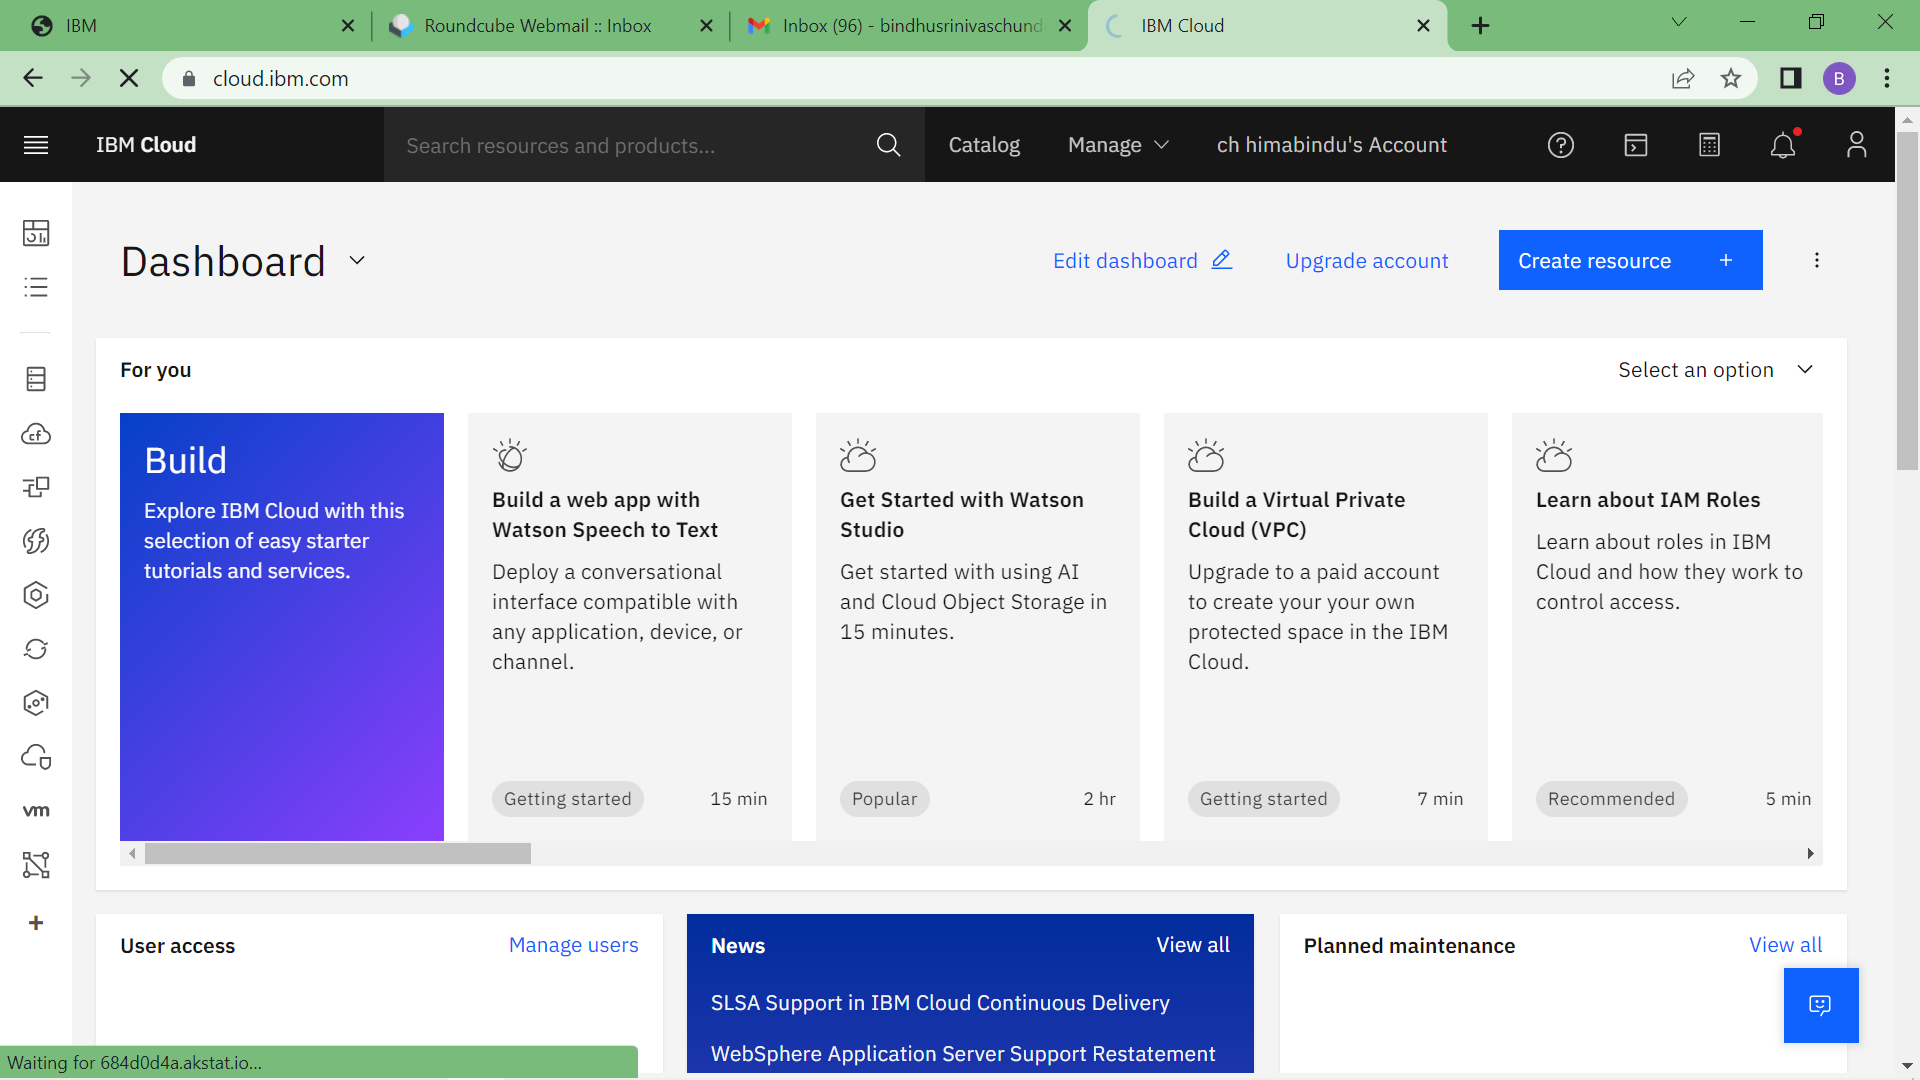 IBM
Roundcube Webmail :: Inbox
Inbox (96) - bindhusrinivaschund
IBM Cloud
cloud.ibm.com
B
IBM Cloud
Search resources and products...
Catalog
Manage
ch himabindu's Account
Dashboard
Edit dashboard
Upgrade account
Create resource +
For you
Select an option
Build
Explore IBM Cloud with this
selection of easy starter
tutorials and services.
Build a web app with
Watson Speech to Text
Deploy a conversational
interface compatible with
any application, device, or
channel.
Getting started
15 min
Get Started with Watson
Studio
Get started with using AI
and Cloud Object Storage in
15 minutes.
Popular
2 hr
Build a Virtual Private
Cloud (VPC)
Upgrade to a paid account
to create your your own
protected space in the IBM
Cloud.
Getting started
7 min
Learn about IAM Roles
Learn about roles in IBM
Cloud and how they work to
control access.
Recommended
5 min
cf
vm
User access
Manage users
News
View all
SLSA Support in IBM Cloud Continuous Delivery
WebSphere Application Server Support Restatement
Planned maintenance
View all
Waiting for 684d0d4a.akstat.io...